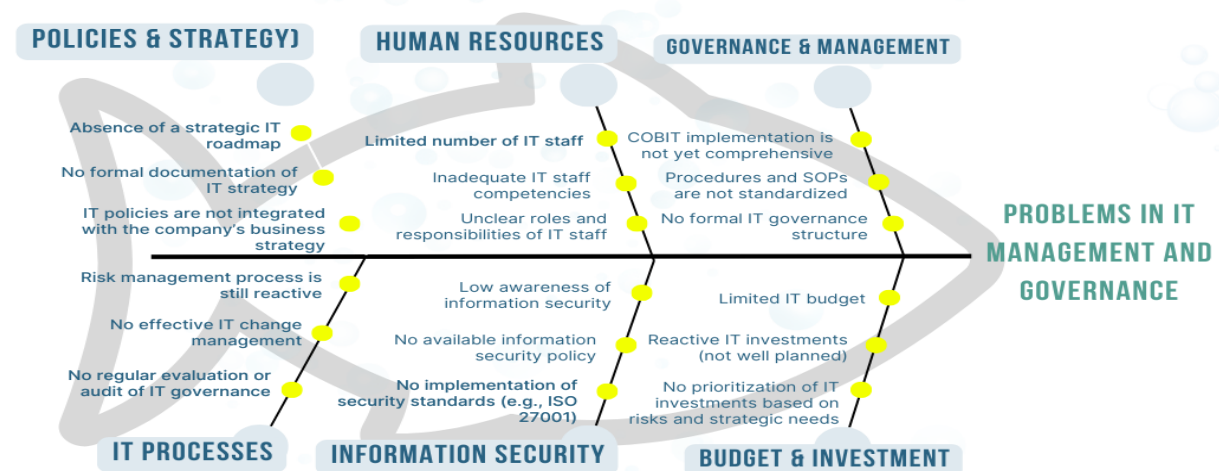 POLICIES & STRATEGY)
Absence of a strategic IT
roadmap
No formal documentation of
IT strategy
IT policies are not integrated
with the company's business
strategy
HUMAN RESOURCES
Limited number of IT staff
Inadequate IT staff
competencies
Unclear roles and
responsibilities of IT staff
GOVERNANCE & MANAGEMENT
COBIT implementation is
not yet comprehensive
Procedures and SOPs
are not standardized
No formal IT governance
structure
PROBLEMS IN IT
MANAGEMENT AND
GOVERNANCE
Risk management process is
still reactive
No effective IT change
management
No regular evaluation or
audit of IT governance
IT PROCESSES
Low awareness of
information security
No available information
security policy
No implementation of
security standards (e.g., ISO
27001)
INFORMATION SECURITY
Limited IT budget
Reactive IT investments
(not well planned)
No prioritization of IT
investments based on
risks and strategic needs
BUDGET & INVESTMENT